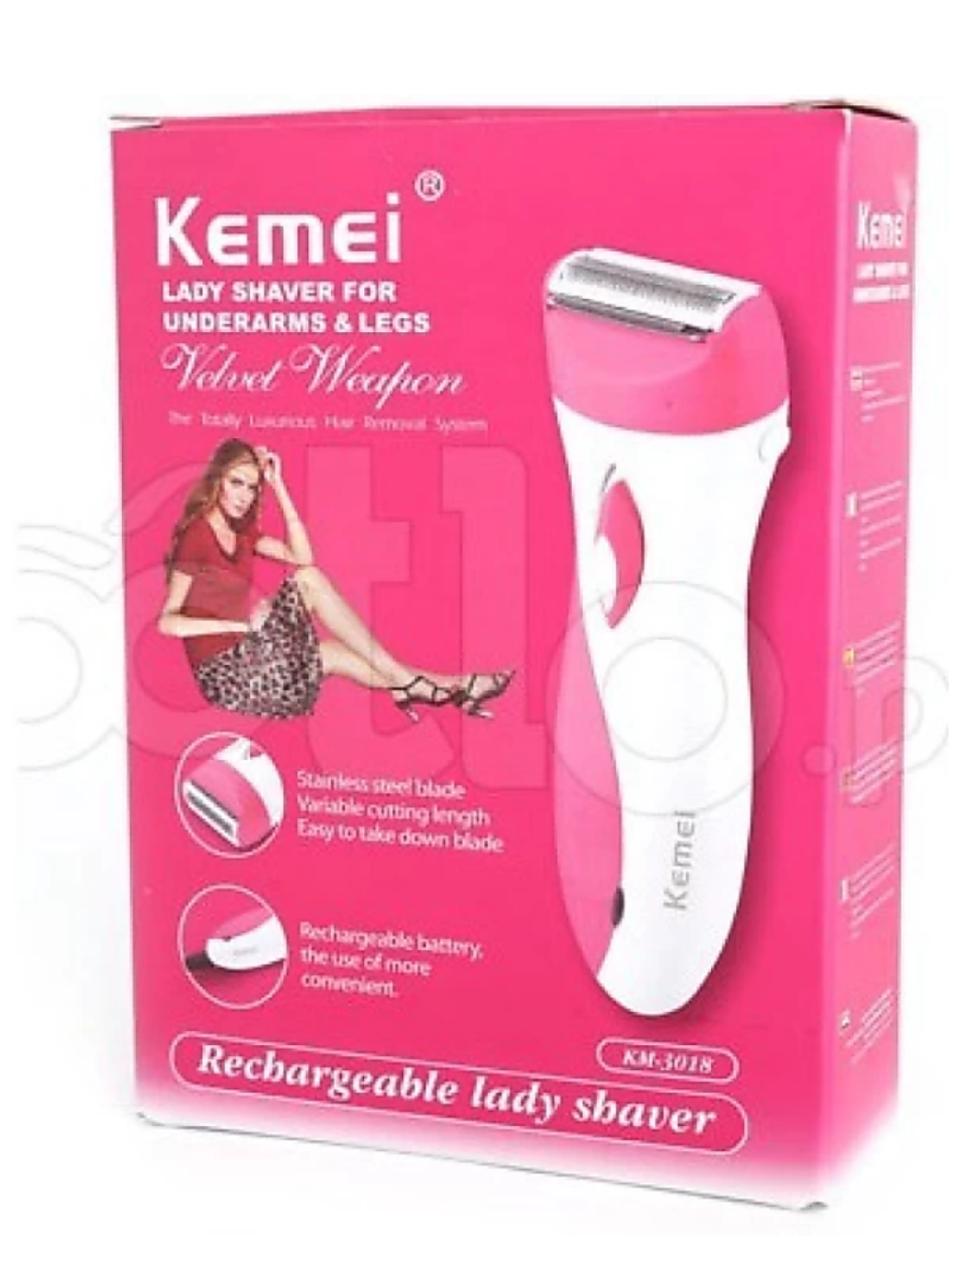 Kemei ®
LADY SHAVER FOR
UNDERARMS & LEGS
Velvet Weapon
The Totally Luxurious Hair Removal System
Stainless steel blade
Variable cutting length
Easy to take down blade
Rechargeable battery,
the use of more
convenient.
Kemei
KM-3018
Rechargeable lady shaver
Kemei
LADY SHAVER FOR
UNDERARMS & LEGS